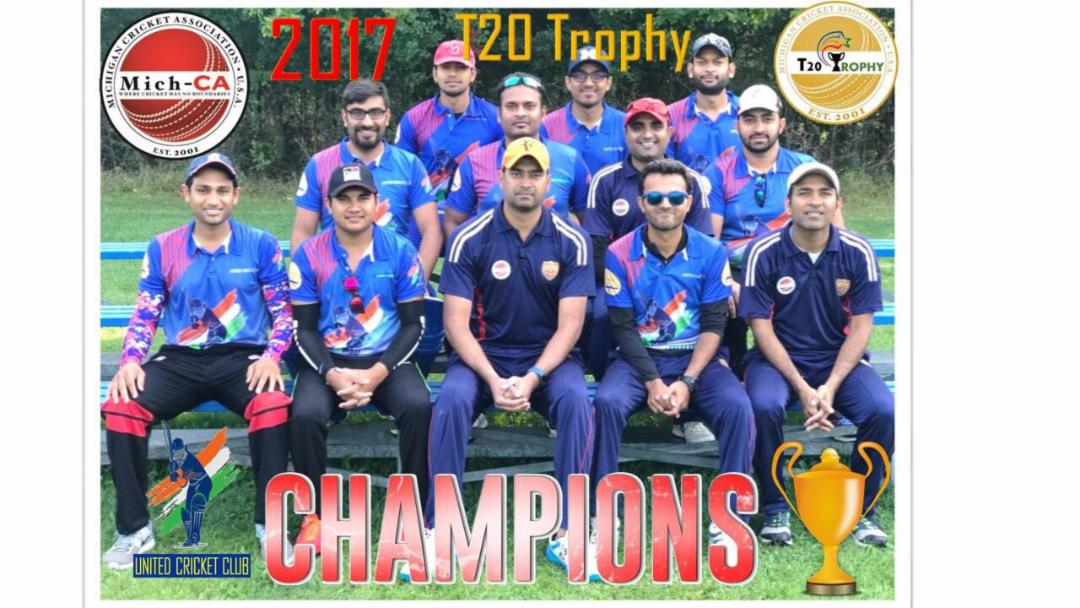 MICHIGAN CRICKET ASSOCIATION • U.S.A.
MICH-CA
WHERE CRICKET HAS NO BOUNDARIES
EST. 2001
2017
T20 Trophy
MICHIGAN CRICKET ASSOCIATION • USA
T20 TROPHY
EST. 2001
UNITED CRICKET CLUB
CHAMPIONS